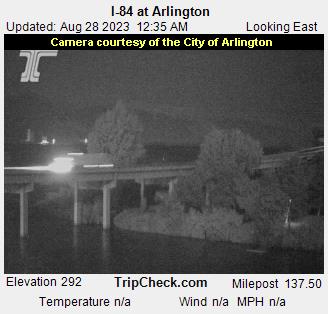 I-84 at Arlington
Updated: Aug 28 2023 12:35 AM Looking East
Camera courtesy of the City of Arlington
Elevation 292 TripCheck.com Milepost 137.50
Temperature n/a Wind n/a MPH n/a